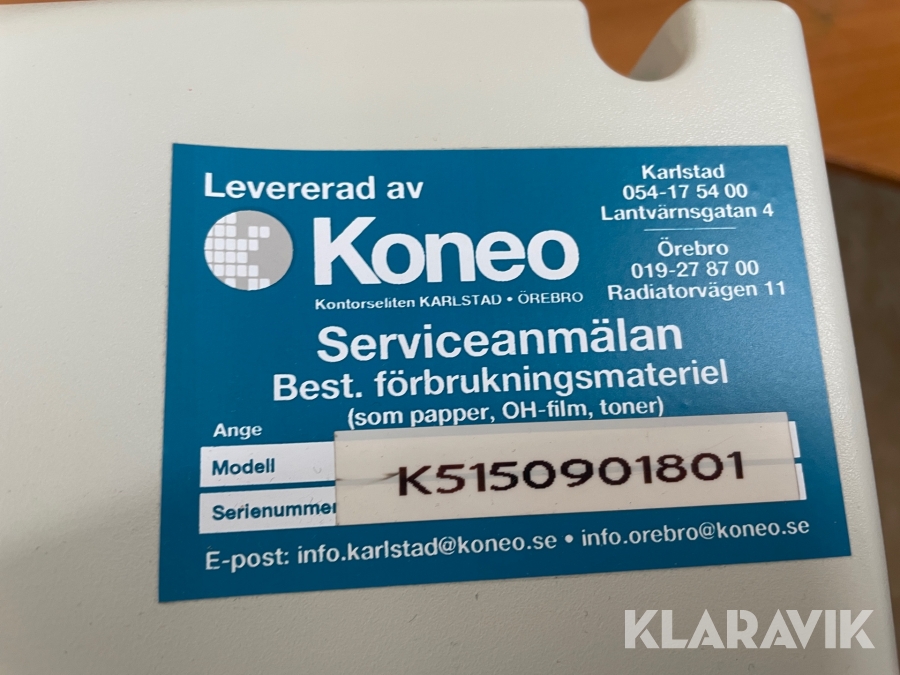 Levererad av
Koneo
Kontorseliten KARLSTAD • ÖREBRO
Karlstad
054-17 54 00
Lantvärnsgatan 4
Örebro
019-27 87 00
Radiatorvägen 11
Serviceanmälan
Best. förbrukningsmateriel
(som papper, OH-film, toner)
Ange
Modell
Serienummer
K5150901801
E-post: info.karlstad@koneo.se • info.orebro@koneo.se
KLARAVIK